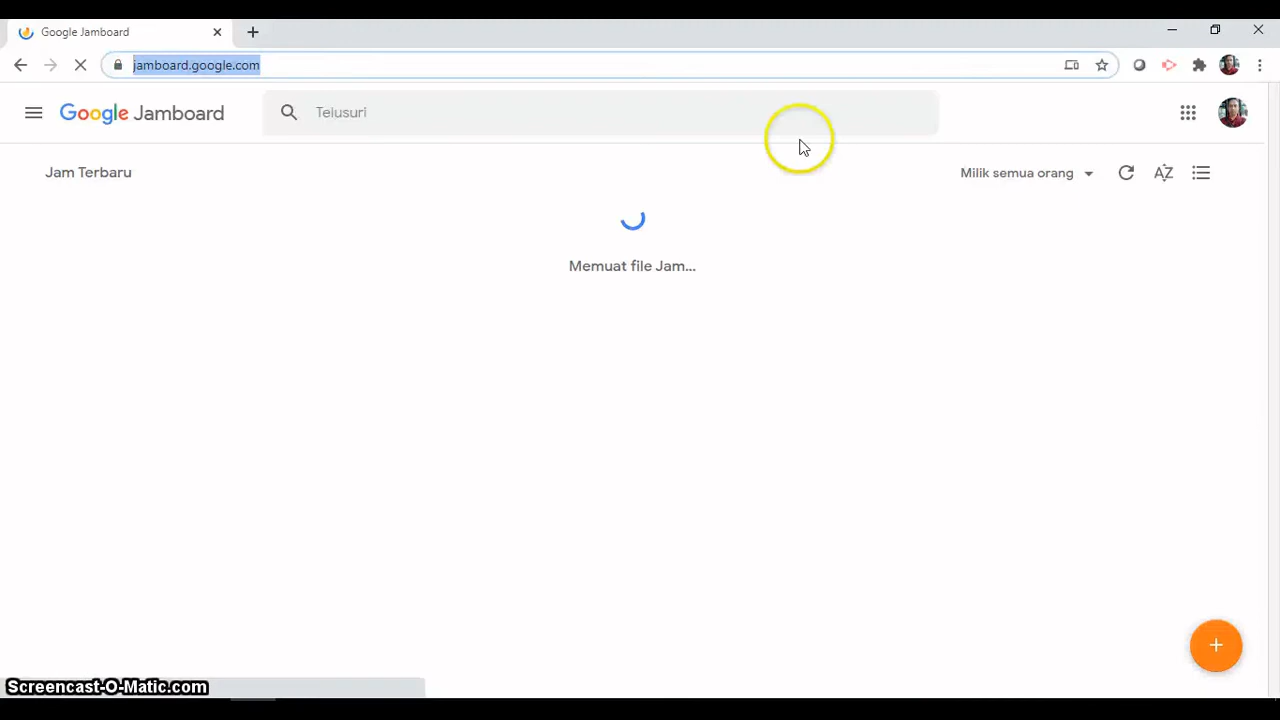 Google Jamboard
jamboard.google.com
Google Jamboard
Telusuri
Jam Terbaru
Milik semua orang
AZ
Memuat file Jam...
Screencast-O-Matic.com